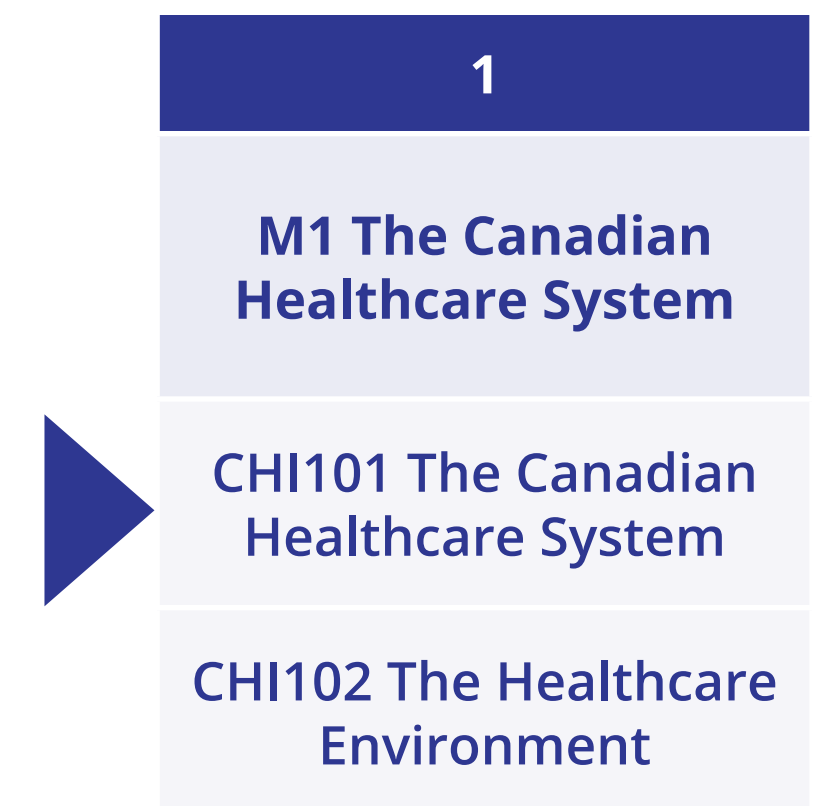 1
M1 The Canadian
Healthcare System
CHI101 The Canadian
Healthcare System
CHI102 The Healthcare
Environment